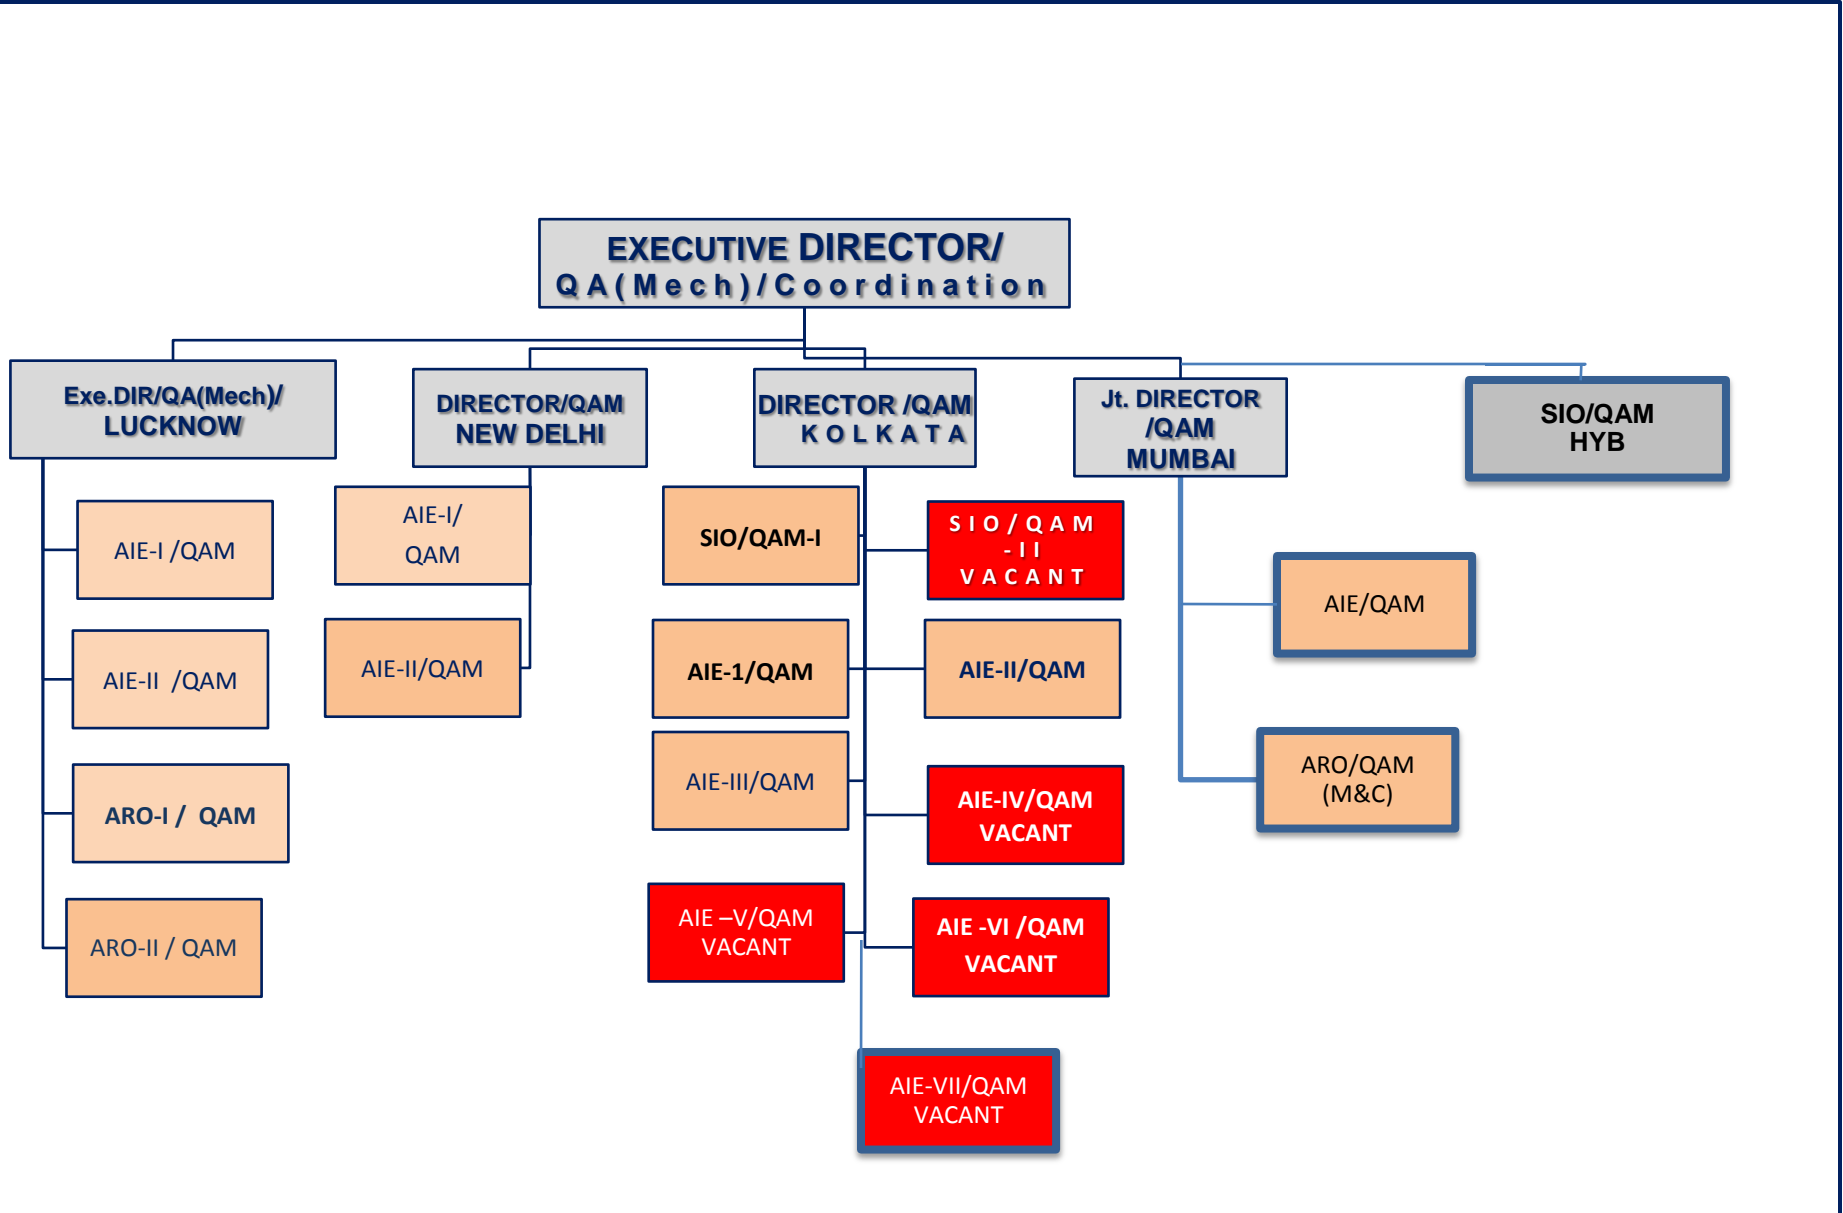 EXECUTIVE DIRECTOR/
QA(Mech)/Coordination
Exe.DIR/QA(Mech)/
LUCKNOW
DIRECTOR/QAM
NEW DELHI
DIRECTOR /QAM
KOLKATA
Jt. DIRECTOR
/QAM
MUMBAI
SIO/QAM
HYB
AIE-I /QAM
AIE-II /QAM
ARO-I / QAM
ARO-II / QAM
AIE-I/
QAM
AIE-II/QAM
SIO/QAM-I
SIO/QAM
-II
VACANT
AIE-1/QAM
AIE-II/QAM
AIE-III/QAM
AIE-IV/QAM
VACANT
AIE –V/QAM
VACANT
AIE -VI /QAM
VACANT
AIE-VII/QAM
VACANT
AIE/QAM
ARO/QAM
(M&C)